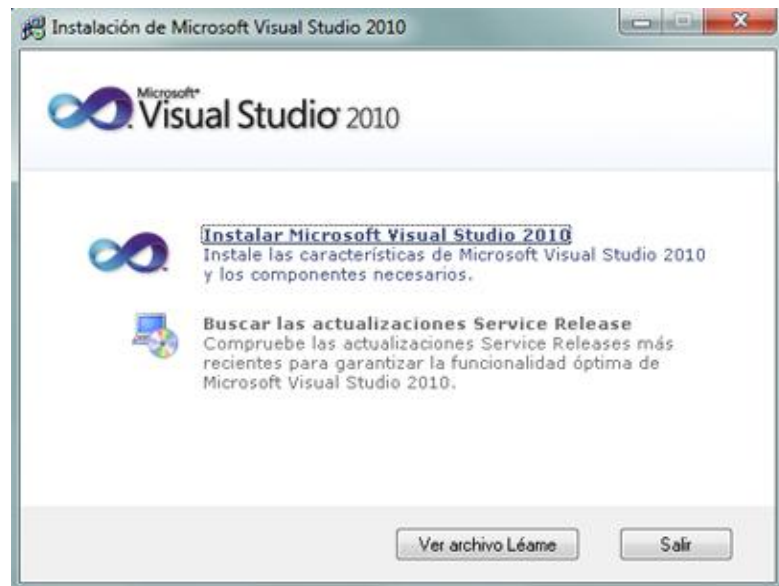 Instalación de Microsoft Visual Studio 2010
Microsoft®
Visual Studio® 2010
Instalar Microsoft Visual Studio 2010
Instale las características de Microsoft Visual Studio 2010
y los componentes necesarios.
Buscar las actualizaciones Service Release
Compruebe las actualizaciones Service Releases más
recientes para garantizar la funcionalidad óptima de
Microsoft Visual Studio 2010.
Ver archivo Léame
Salir